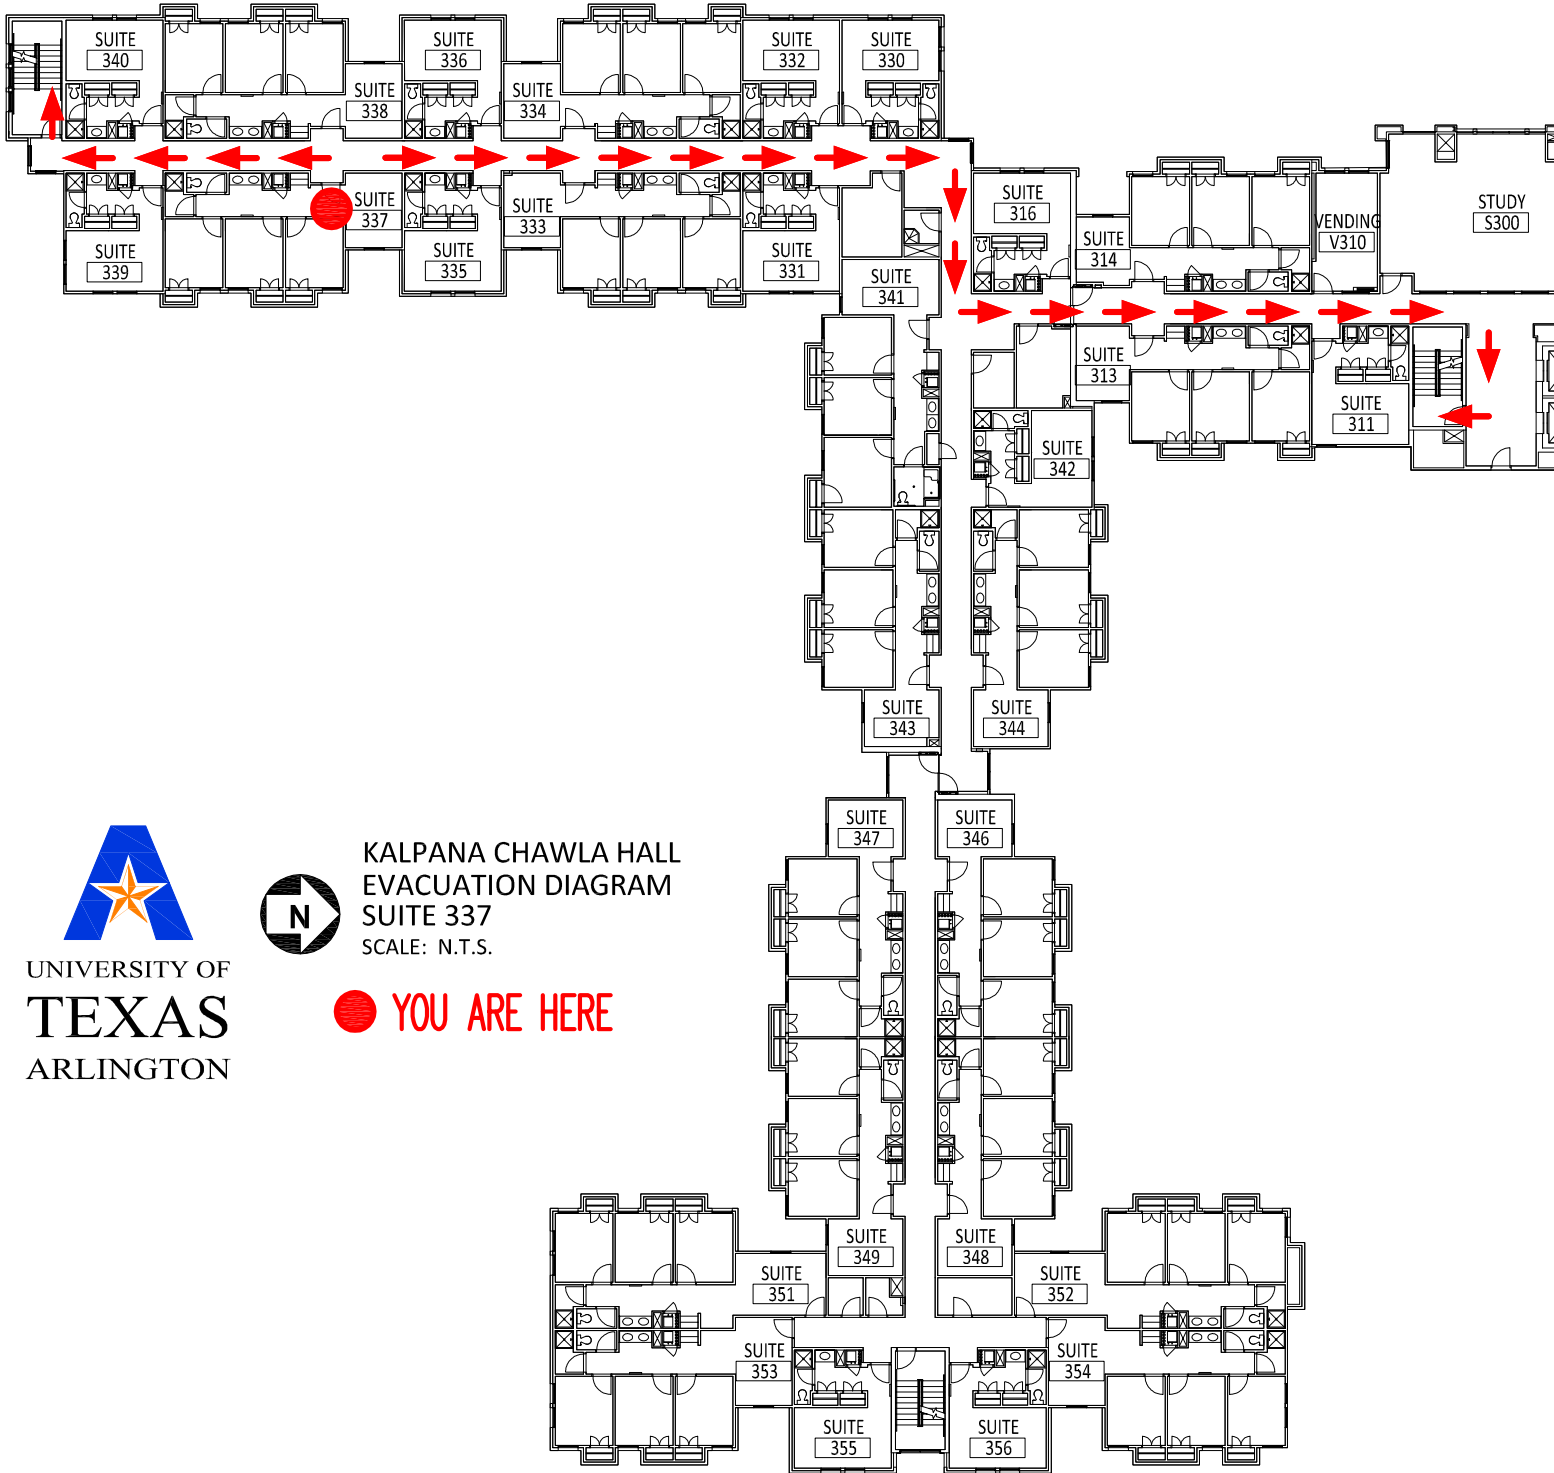 SUITE
340
SUITE
336
SUITE
332
SUITE
330
SUITE
338
SUITE
334
SUITE
337
SUITE
333
SUITE
339
SUITE
335
SUITE
331
SUITE
316
SUITE
314
VENDING
V310
STUDY
S300
SUITE
341
SUITE
313
SUITE
311
SUITE
342
SUITE
343
SUITE
344
SUITE
347
SUITE
346
UNIVERSITY OF
TEXAS
ARLINGTON
N
KALPANA CHAWLA HALL
EVACUATION DIAGRAM
SUITE 337
SCALE: N.T.S.
YOU ARE HERE
SUITE
349
SUITE
348
SUITE
351
SUITE
352
SUITE
353
SUITE
354
SUITE
355
SUITE
356